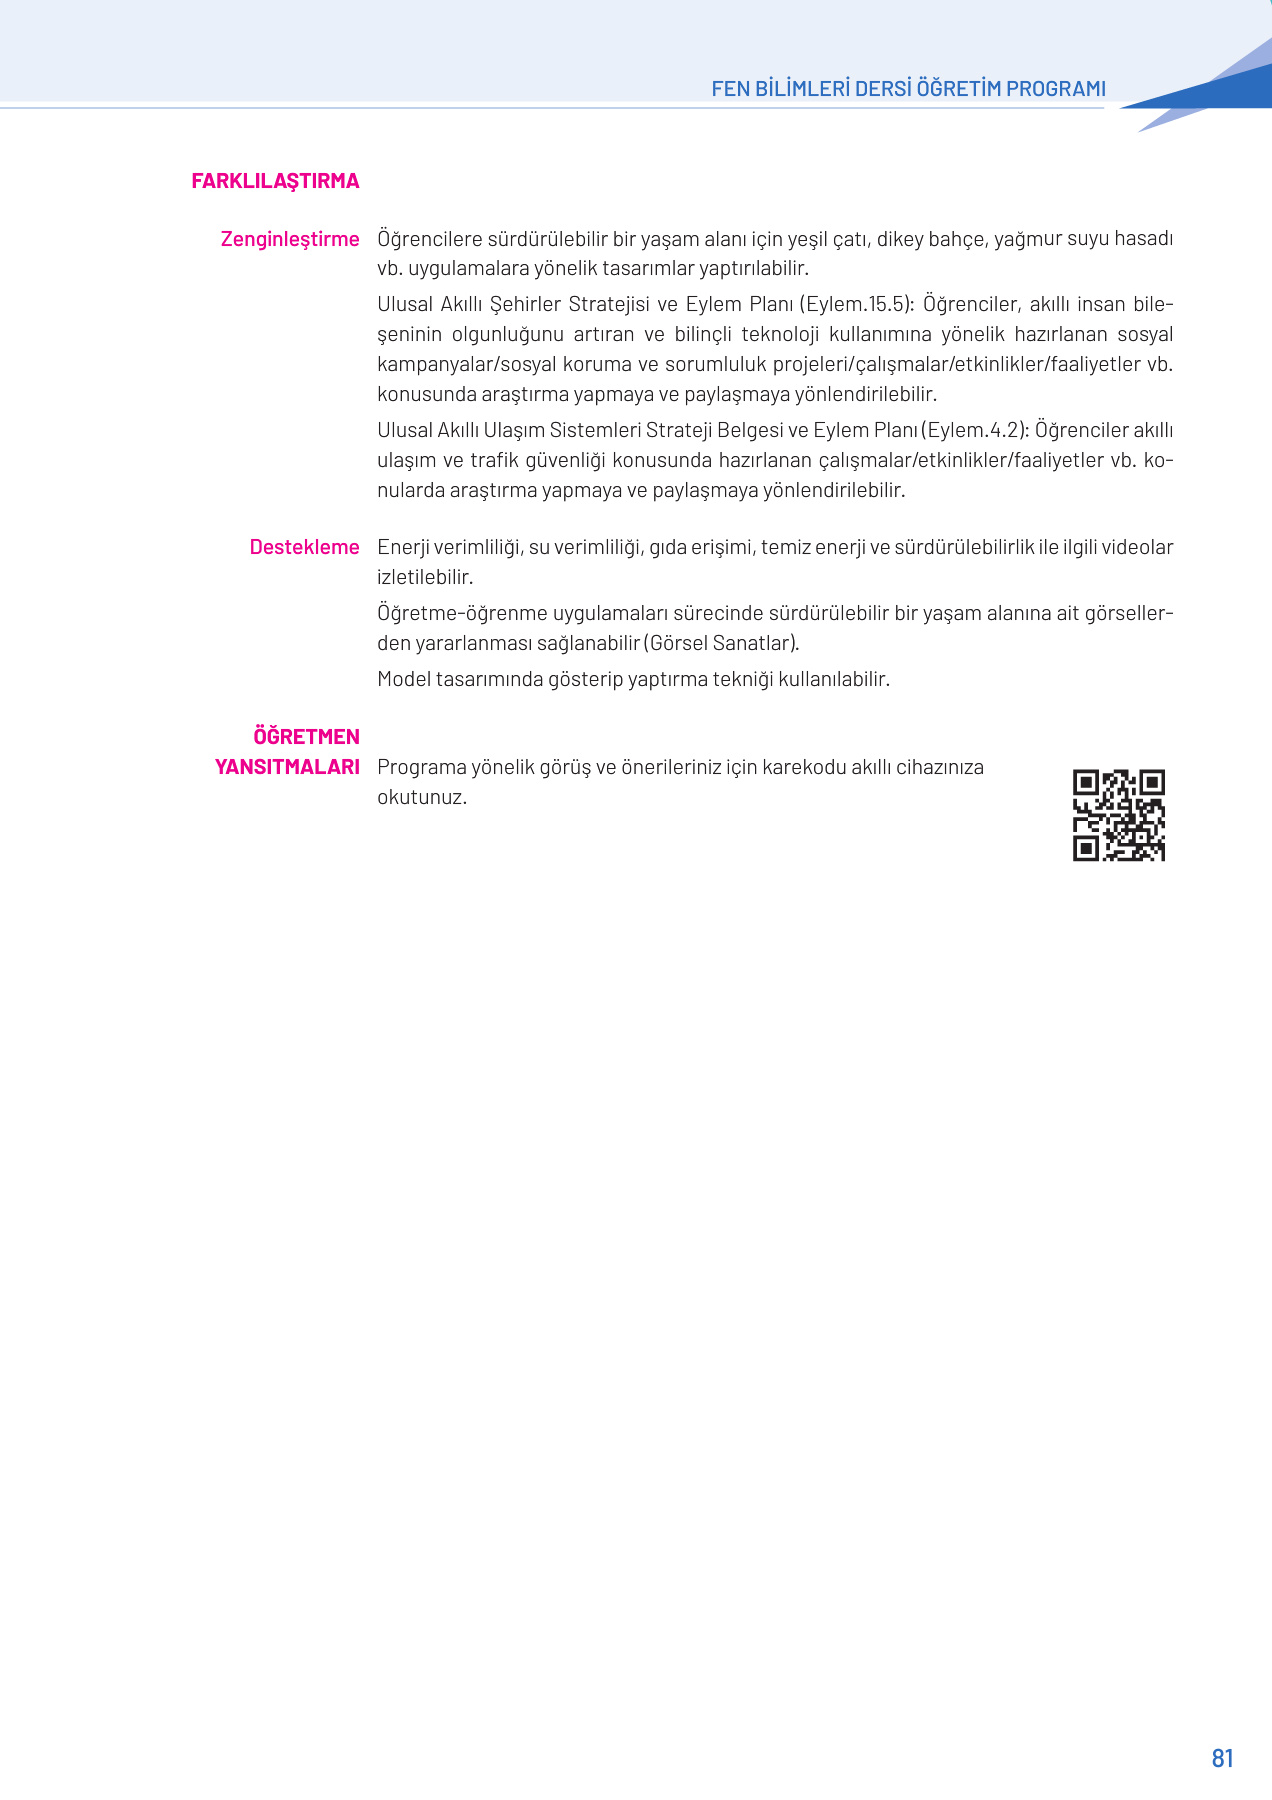 FEN BİLİMLERİ DERSİ ÖĞRETİM PROGRAMI
FARKLILAŞTIRMA
Zenginleştirme Öğrencilere sürdürülebilir bir yaşam alanı için yeşil çatı, dikey bahçe, yağmur suyu hasadı
vb. uygulamalara yönelik tasarımlar yaptırılabilir.
Ulusal Akıllı Şehirler Stratejisi ve Eylem Planı (Eylem.15.5): Öğrenciler, akıllı insan bile-
şeninin olgunluğunu artıran ve bilinçli teknoloji kullanımına yönelik hazırlanan sosyal
kampanyalar/sosyal koruma ve sorumluluk projeleri/çalışmalar/etkinlikler/faaliyetler vb.
konusunda araştırma yapmaya ve paylaşmaya yönlendirilebilir.
Ulusal Akıllı Ulaşım Sistemleri Strateji Belgesi ve Eylem Planı (Eylem.4.2): Öğrenciler akıllı
ulaşım ve trafik güvenliği konusunda hazırlanan çalışmalar/etkinlikler/faaliyetler vb. ko-
nularda araştırma yapmaya ve paylaşmaya yönlendirilebilir.
Destekleme Enerji verimliliği, su verimliliği, gıda erişimi, temiz enerji ve sürdürülebilirlik ile ilgili videolar
izletilebilir.
Öğretme-öğrenme uygulamaları sürecinde sürdürülebilir bir yaşam alanına ait görseller-
den yararlanması sağlanabilir (Görsel Sanatlar).
Model tasarımında gösterip yaptırma tekniği kullanılabilir.
ÖĞRETMEN
YANSITMALARI Programa yönelik görüş ve önerileriniz için karekodu akıllı cihazınıza
okutunuz.
81